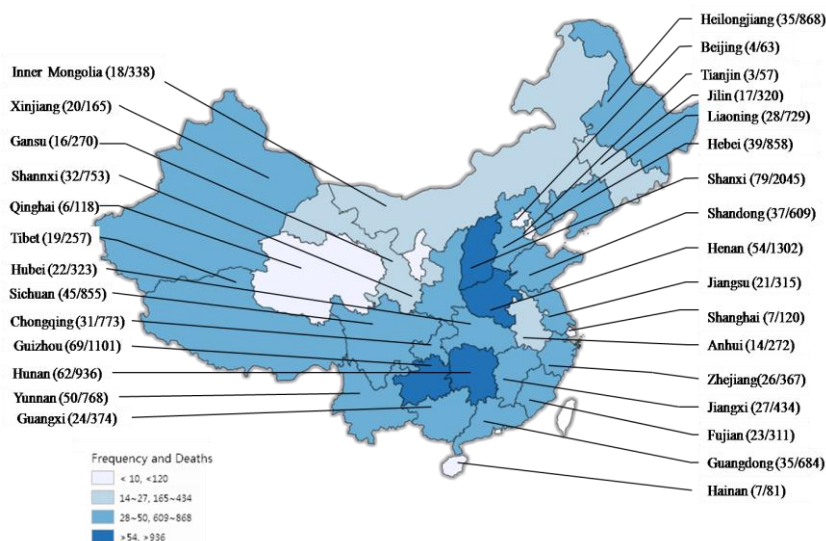 Inner Mongolia (18/338)
Xinjiang (20/165)
Gansu (16/270)
Shannxi (32/753)
Qinghai (6/118)
Tibet (19/257)
Hubei (22/323)
Sichuan (45/855)
Chongqing (31/773)
Guizhou (69/1101)
Hunan (62/936)
Yunnan (50/768)
Guangxi (24/374)
Heilongjiang (35/868)
Beijing (4/63)
Tianjin (3/57)
Jilin (17/320)
Liaoning (28/729)
Hebei (39/858)
Shanxi (79/2045)
Shandong (37/609)
Henan (54/1302)
Jiangsu (21/315)
Shanghai (7/120)
Anhui (14/272)
Zhejiang(26/367)
Jiangxi (27/434)
Fujian (23/311)
Guangdong (35/684)
Hainan (7/81)
Frequency and Deaths
< 10, <120
14~27, 165~434
28~50, 609~868
>54, >936